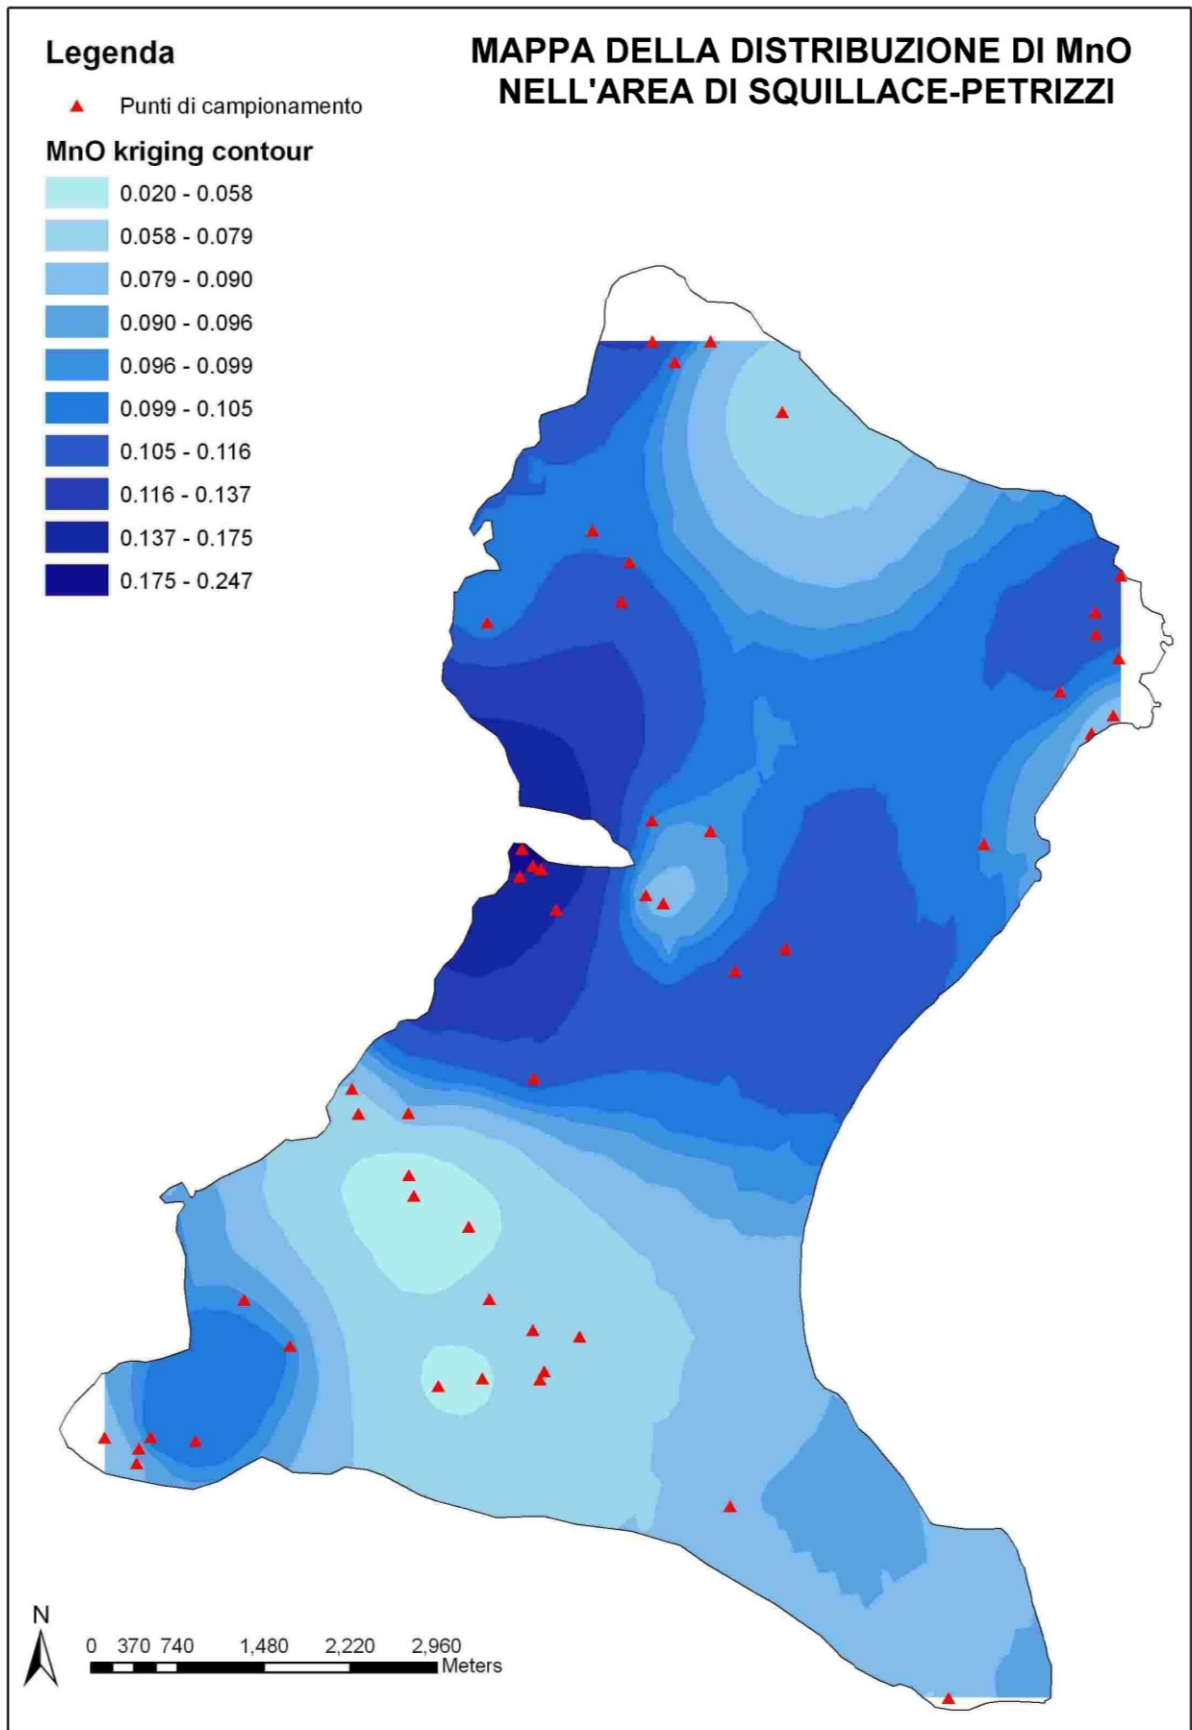 Legenda
Punti di campionamento
MnO kriging contour
0.020 - 0.058
0.058 - 0.079
0.079 - 0.090
0.090 - 0.096
0.096 - 0.099
0.099 - 0.105
0.105 - 0.116
0.116 - 0.137
0.137 - 0.175
0.175 - 0.247
MAPPA DELLA DISTRIBUZIONE DI MnO
NELL'AREA DI SQUILLACE-PETRIZZI
N
0 370 740 1,480 2,220 2,960
Meters